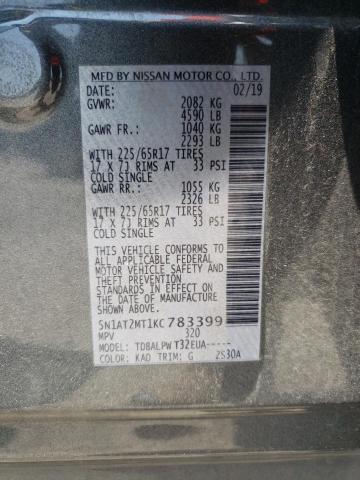 MFD BY NISSAN MOTOR CO., LTD.
DATE: 02/19
GVWR: 2082 KG
4590 LB
GAWR FR.: 1040 KG
2293 LB
WITH 225/65R17 TIRES
17 X 7J RIMS AT 33 PSI
COLD SINGLE
GAWR RR.: 1055 KG
2326 LB
WITH 225/65R17 TIRES
17 X 7J RIMS AT 33 PSI
COLD SINGLE
THIS VEHICLE CONFORMS TO
ALL APPLICABLE FEDERAL
MOTOR VEHICLE SAFETY AND
THEFT PREVENTION
STANDARDS IN EFFECT ON
THE DATE OF MANUFACTURE
SHOWN ABOVE.
5N1AT2MT1KC783399
MPV 320
MODEL: TDBALPWT32EUA-----
COLOR: KAD TRIM: G 2S30A